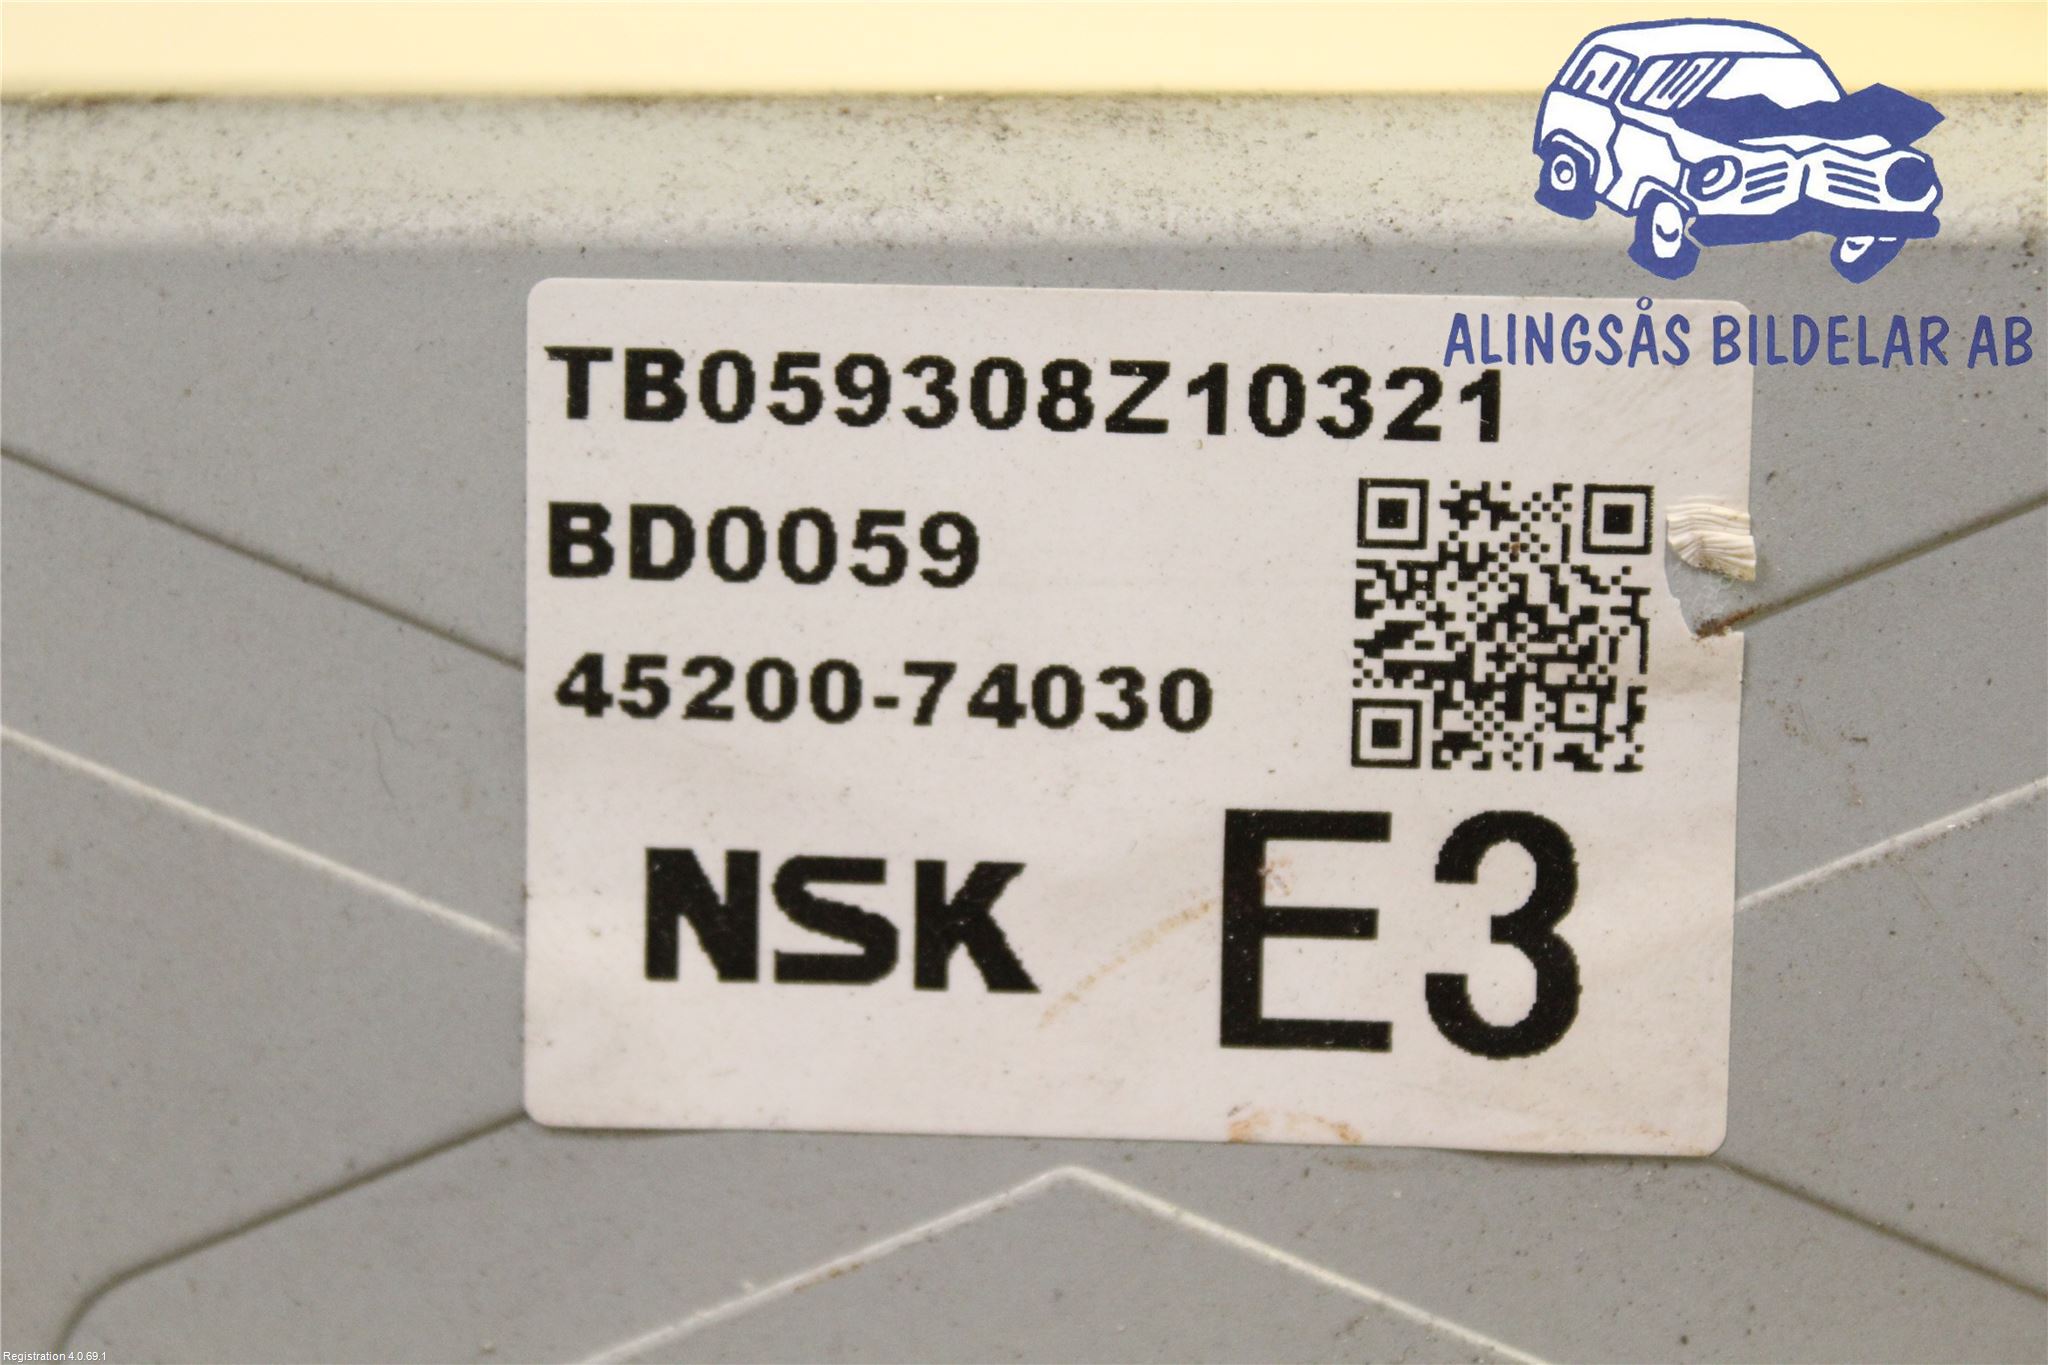 ALINGSÅS BILDELAR AB
TB059308Z10321
BD0059
45200-74030
NSK
E3
Registration 4.0.69.1